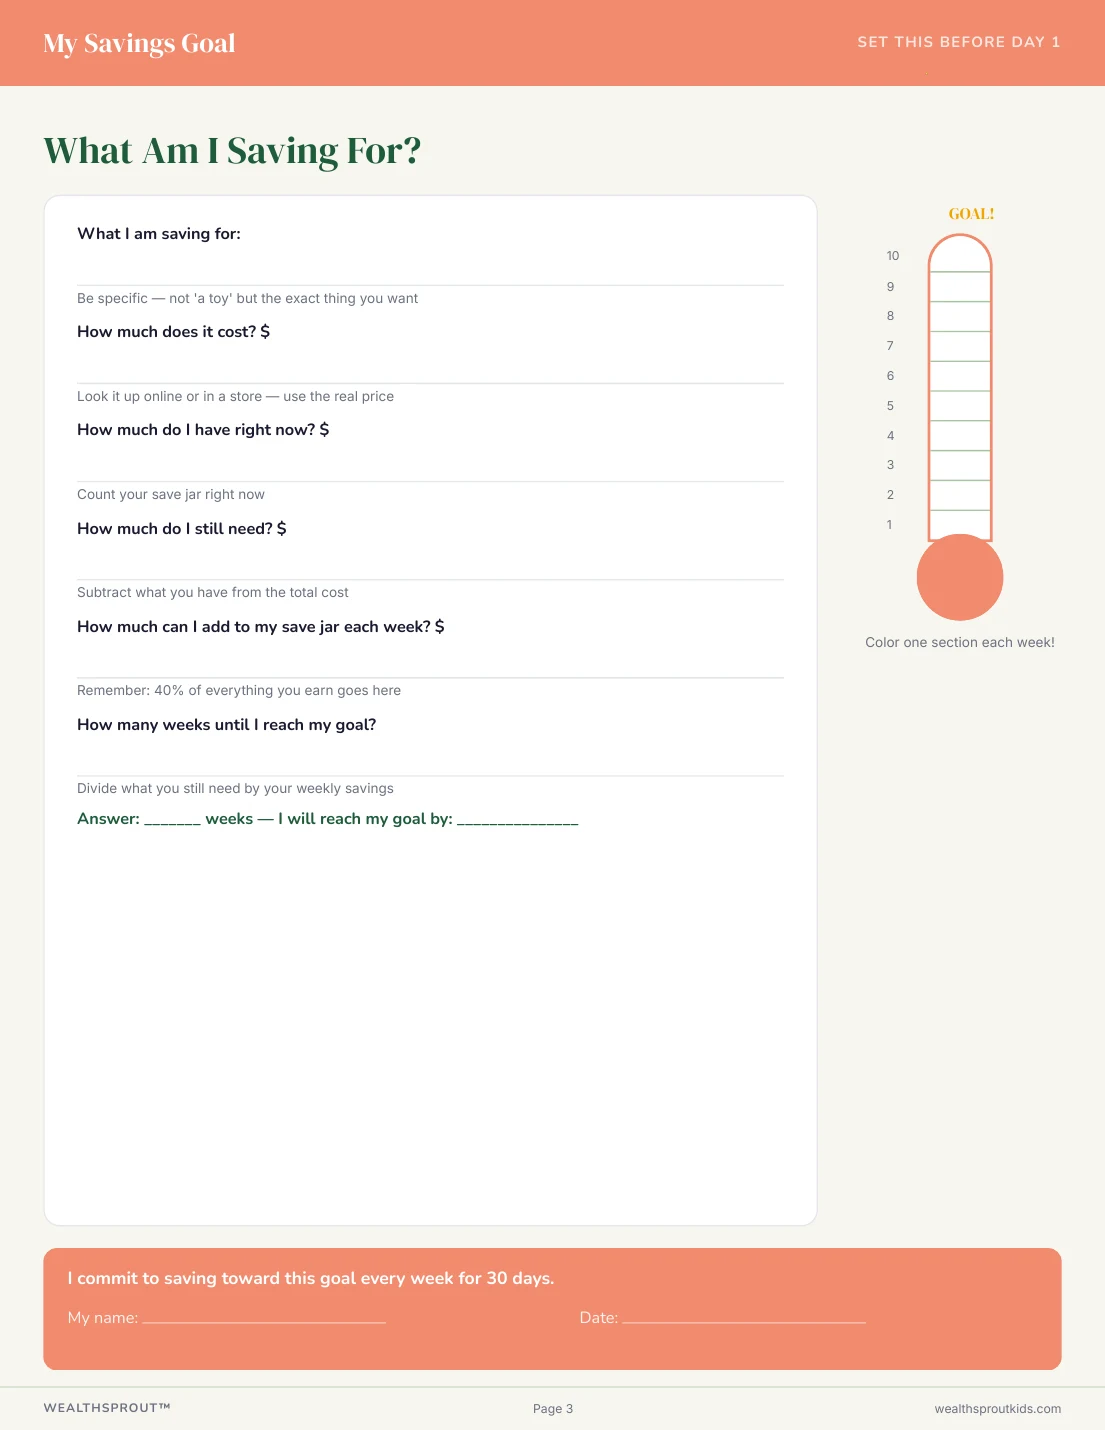 My Savings Goal
SET THIS BEFORE DAY 1
What Am I Saving For?
What I am saving for:
Be specific — not 'a toy' but the exact thing you want
How much does it cost? $
Look it up online or in a store — use the real price
How much do I have right now? $
Count your save jar right now
How much do I still need? $
Subtract what you have from the total cost
How much can I add to my save jar each week? $
Remember: 40% of everything you earn goes here
How many weeks until I reach my goal?
Divide what you still need by your weekly savings
Answer: _______ weeks — I will reach my goal by: _______________
GOAL!
10
9
8
7
6
5
4
3
2
1
Color one section each week!
I commit to saving toward this goal every week for 30 days.
My name: ______________________________ Date: ______________________________
WEALTHSPROUT™
Page 3
wealthsproutkids.com